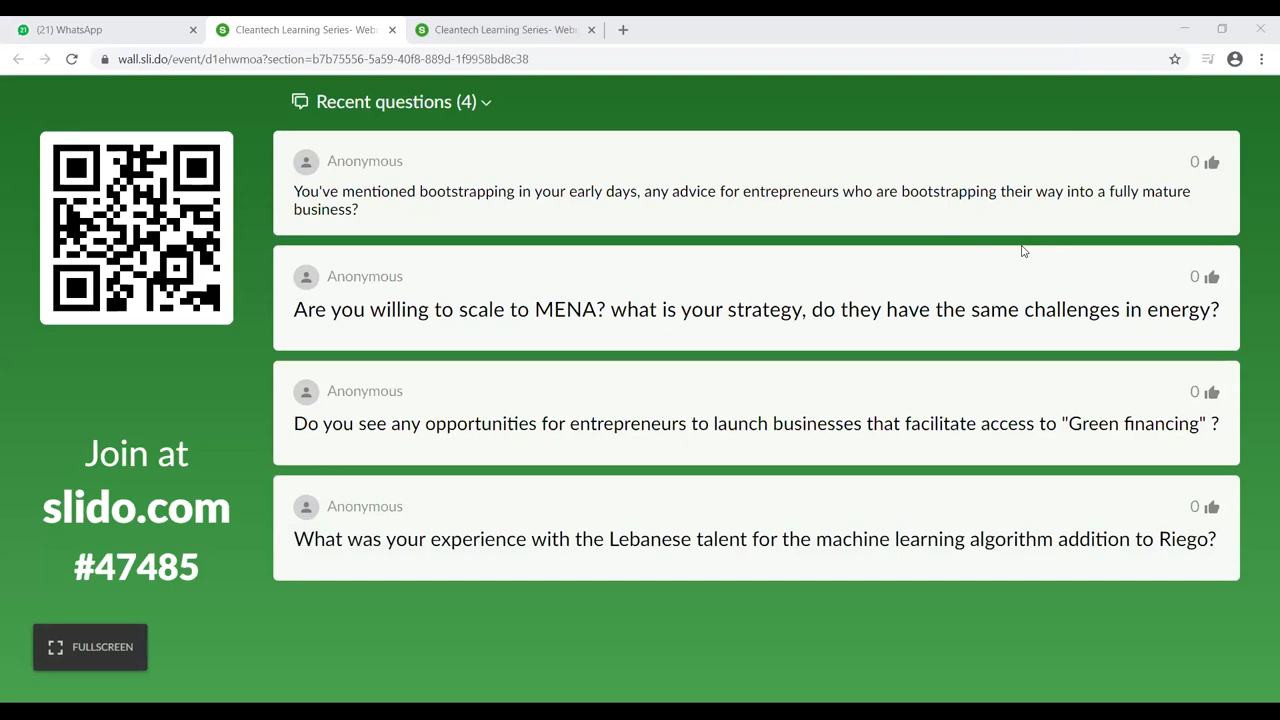 (21) WhatsApp
Cleantech Learning Series- Web
Cleantech Learning Series- Web
wall.sli.do/event/d1ehwmoa?section=b7b75556-5a59-40f8-889d-1f9958bd8c38
Recent questions (4)
Anonymous 0
You've mentioned bootstrapping in your early days, any advice for entrepreneurs who are bootstrapping their way into a fully mature
business?
Anonymous 0
Are you willing to scale to MENA? what is your strategy, do they have the same challenges in energy?
Anonymous 0
Do you see any opportunities for entrepreneurs to launch businesses that facilitate access to "Green financing" ?
Anonymous 0
What was your experience with the Lebanese talent for the machine learning algorithm addition to Riego?
Join at
slido.com
#47485
FULLSCREEN